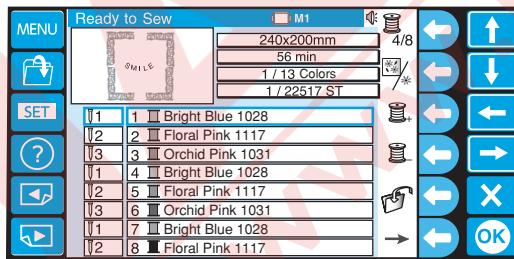 MENU Ready to Sew M1
240x200mm 4/8
56 min
SMILE
1 / 13 Colors
1 / 22517 ST
SET 1 1 Bright Blue 1028
2 2 Floral Pink 1117
3 3 Orchid Pink 1031
1 4 Bright Blue 1028
2 5 Floral Pink 1117
3 6 Orchid Pink 1031
1 7 Bright Blue 1028
2 8 Floral Pink 1117
OK